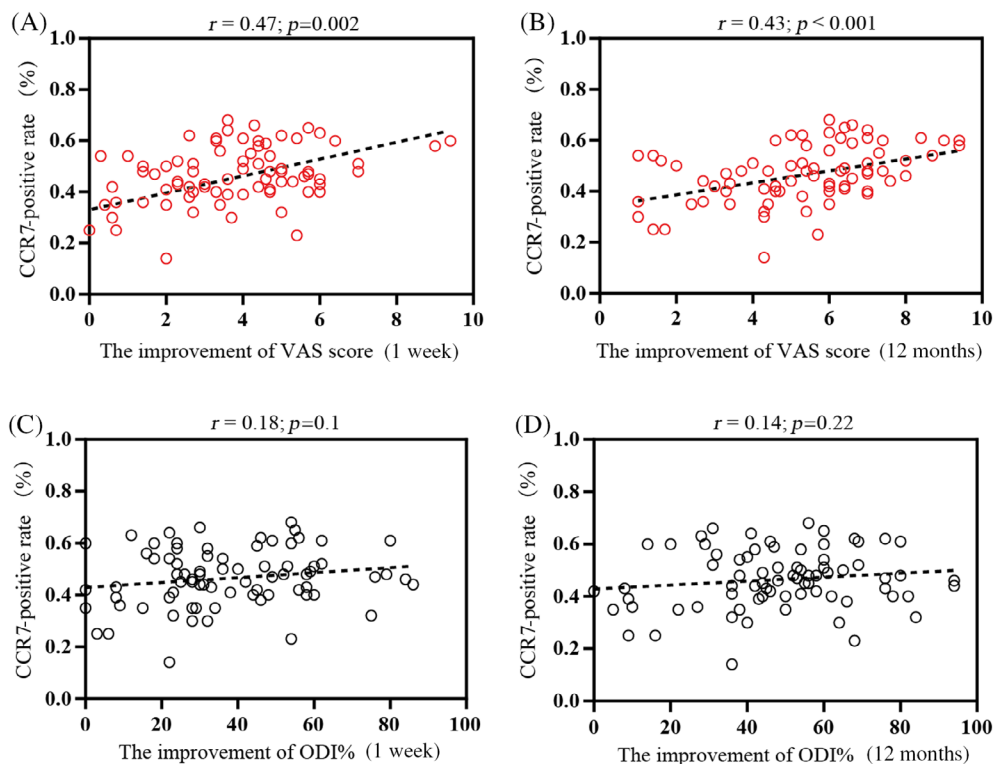 (A)
r = 0.47; p=0.002
CCR7-positive rate (%)
1.0
0.8
0.6
0.4
0.2
0.0
0 2 4 6 8 10
The improvement of VAS score (1 week)
(B)
r = 0.43; p < 0.001
CCR7-positive rate (%)
1.0
0.8
0.6
0.4
0.2
0.0
0 2 4 6 8 10
The improvement of VAS score (12 months)
(C)
r = 0.18; p=0.1
CCR7-positive rate (%)
1.0
0.8
0.6
0.4
0.2
0.0
0 20 40 60 80 100
The improvement of ODI% (1 week)
(D)
r = 0.14; p=0.22
CCR7-positive rate (%)
1.0
0.8
0.6
0.4
0.2
0.0
0 20 40 60 80 100
The improvement of ODI% (12 months)